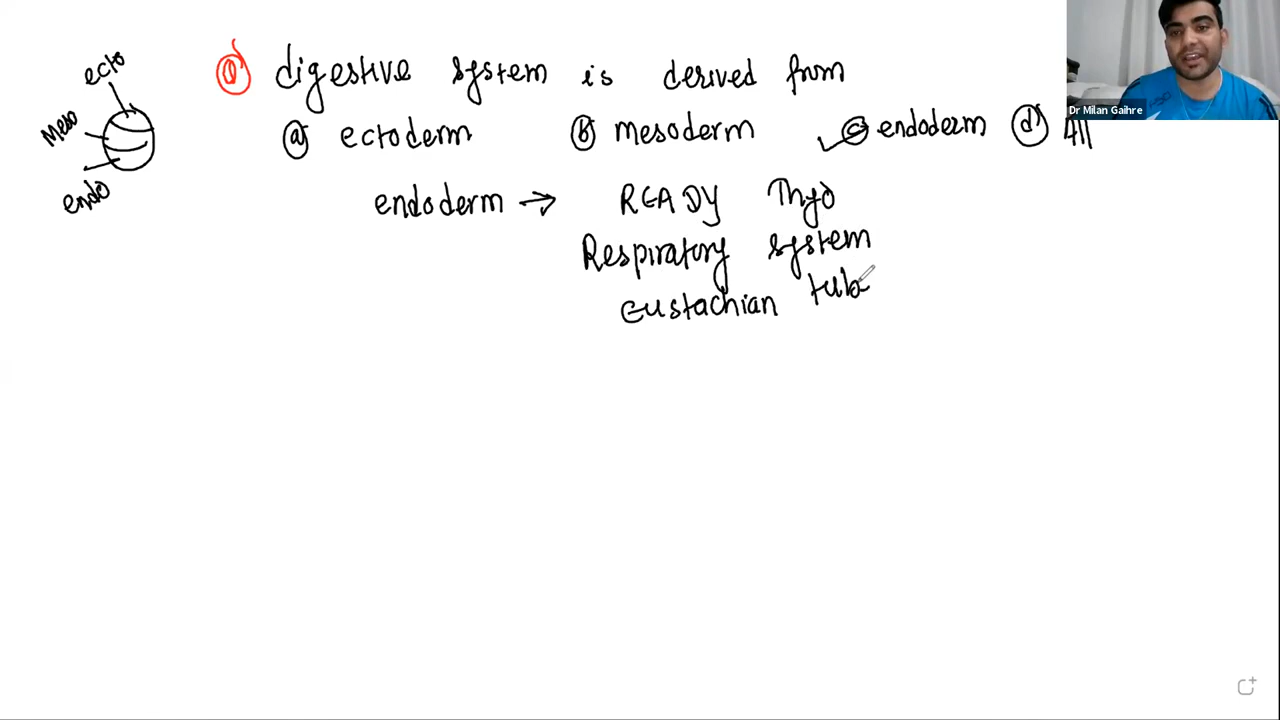 ecto
Meso
endo
Q) digestive system is derived from
a) ectoderm b) mesoderm c) endoderm d) All
endoderm → READY Thyo
Respiratory system
Eustachian tube
Dr Milan Gaihre